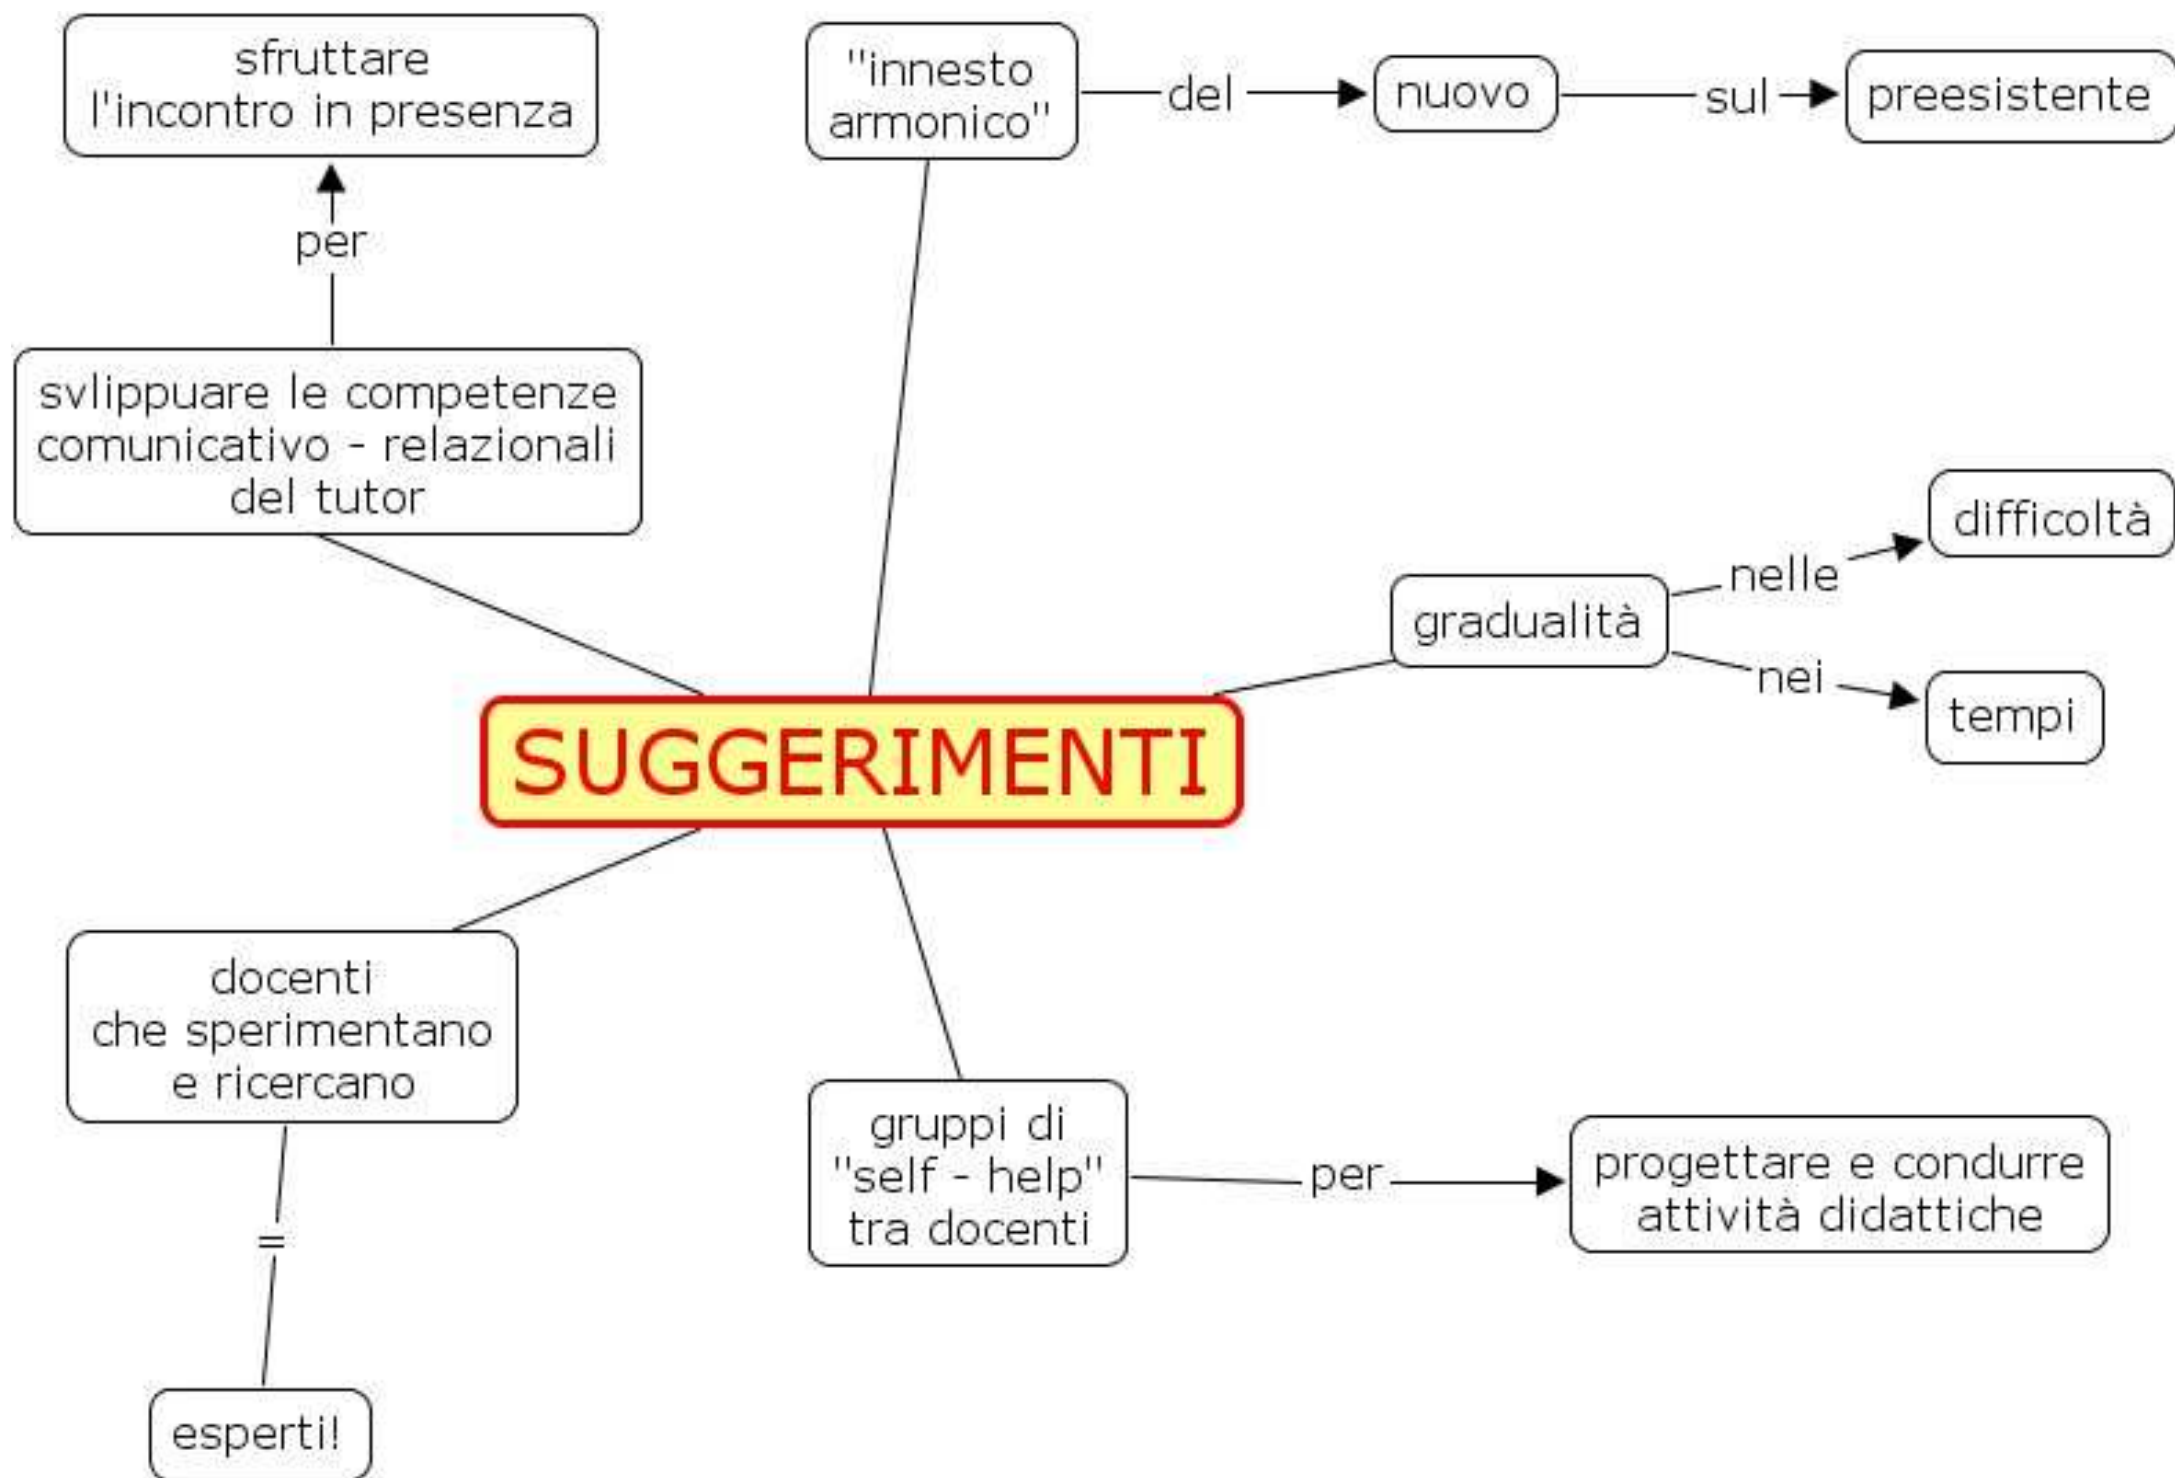 sfruttare
l'incontro in presenza
per
svlippuare le competenze
comunicativo - relazionali
del tutor
"innesto
armonico"
del
nuovo
sul
preesistente
gradualità
nelle
difficoltà
nei
tempi
SUGGERIMENTI
docenti
che sperimentano
e ricercano
=
esperti!
gruppi di
"self - help"
tra docenti
per
progettare e condurre
attività didattiche